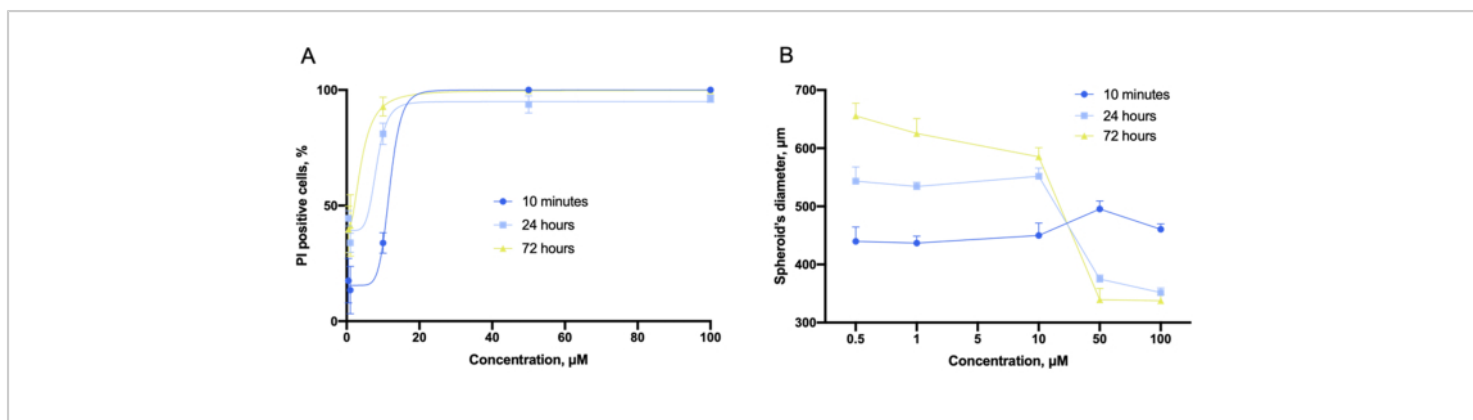 A
PI positive cells, %
100
50
0
0 20 40 60 80 100
Concentration, µM
10 minutes
24 hours
72 hours
B
Spheroid's diameter, µm
700
600
500
400
300
0.5 1 5 10 50 100
Concentration, µM
10 minutes
24 hours
72 hours